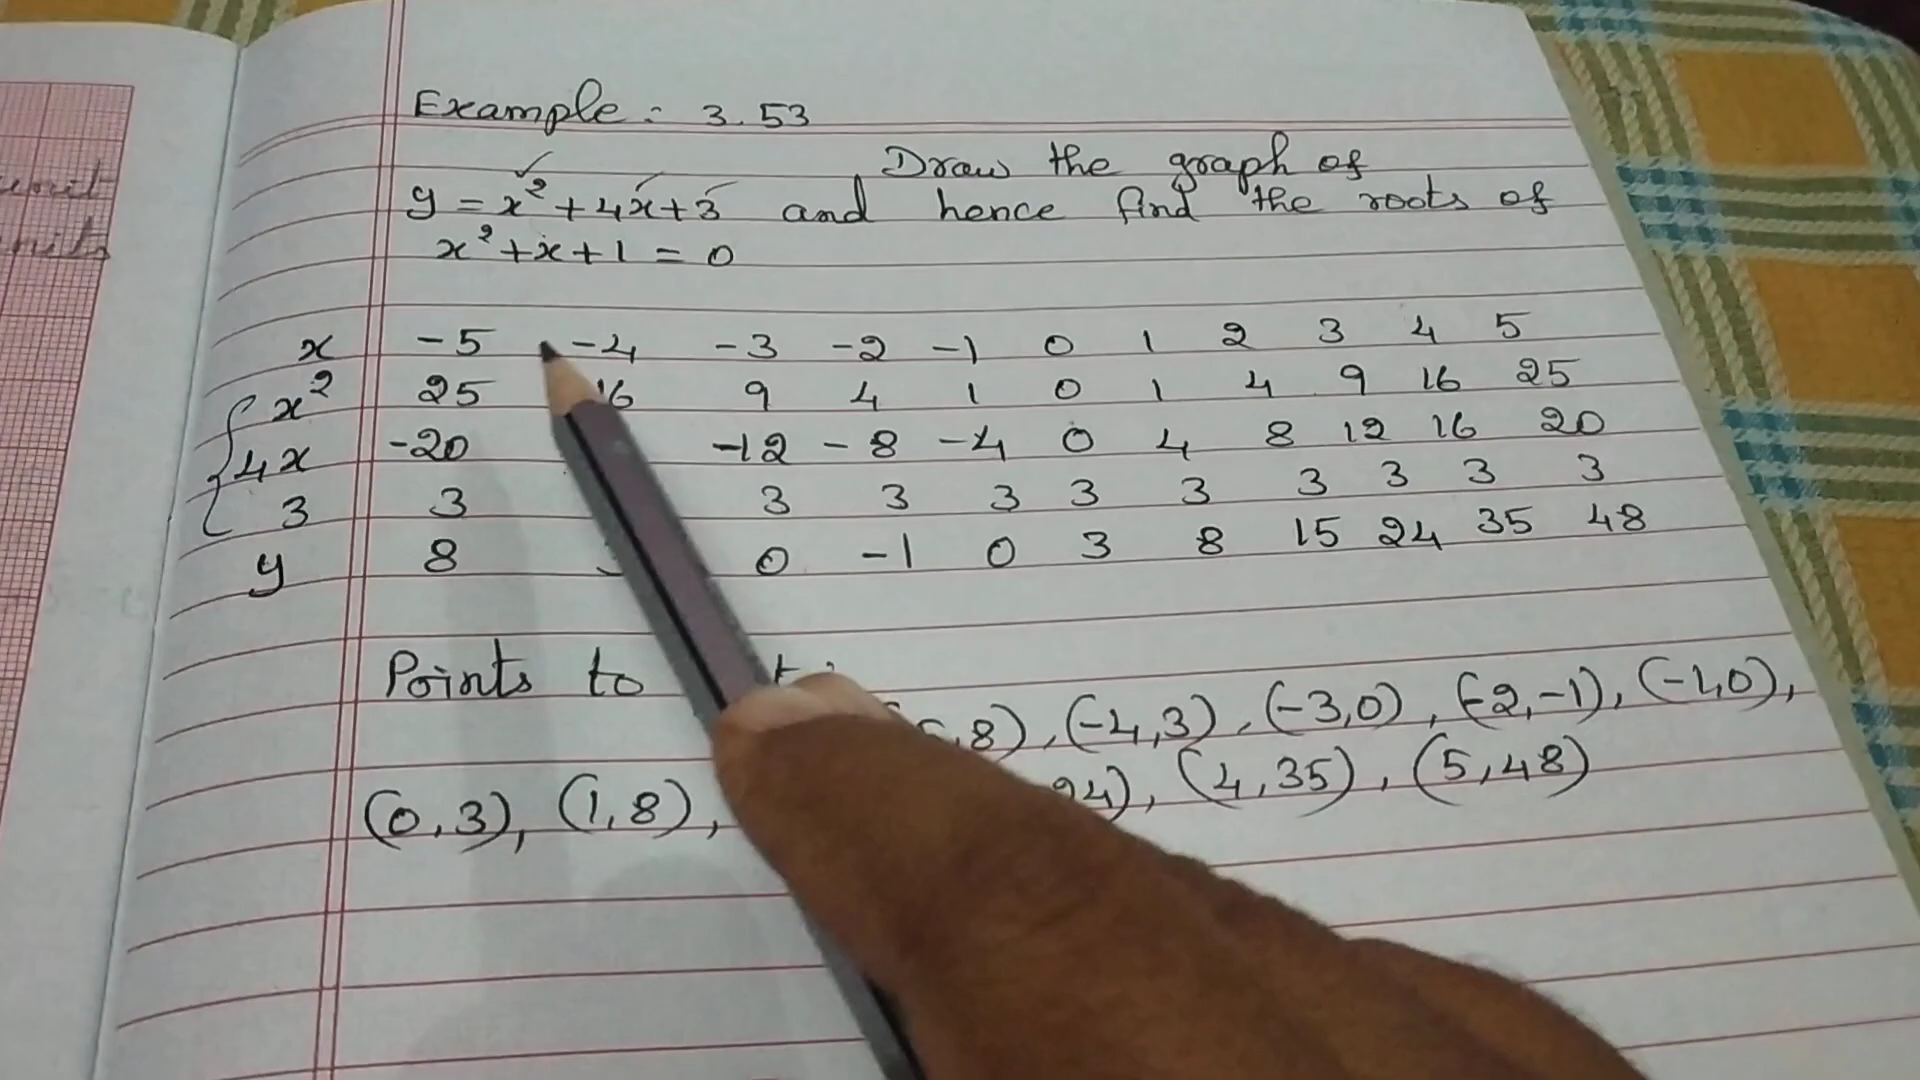 Example: 3.53
Draw the graph of
y = x² + 4x + 3 and hence find the roots of
x² + x + 1 = 0
x -5 -4 -3 -2 -1 0 1 2 3 4 5
x² 25 16 9 4 1 0 1 4 9 16 25
4x -20 -12 -8 -4 0 4 8 12 16 20
3 3 3 3 3 3 3 3 3 3 3
y 8 0 -1 0 3 8 15 24 35 48
Points to
,8), (-4,3), (-3,0), (-2,-1), (-1,0),
(0,3), (1,8), 24), (4,35), (5,48)